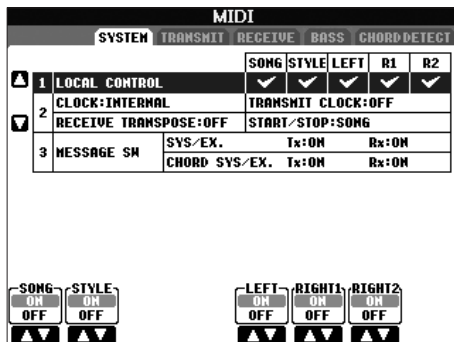 MIDI
SYSTEM TRANSMIT RECEIVE BASS CHORD DETECT
SONG STYLE LEFT R1 R2
1 LOCAL CONTROL
2 CLOCK:INTERNAL TRANSMIT CLOCK:OFF
RECEIVE TRANSPOSE:OFF START/STOP:SONG
3 MESSAGE SW SYS/EX. Tx:ON Rx:ON
CHORD SYS/EX. Tx:ON Rx:ON
SONG STYLE LEFT RIGHT1 RIGHT2
ON ON ON ON ON
OFF OFF OFF OFF OFF